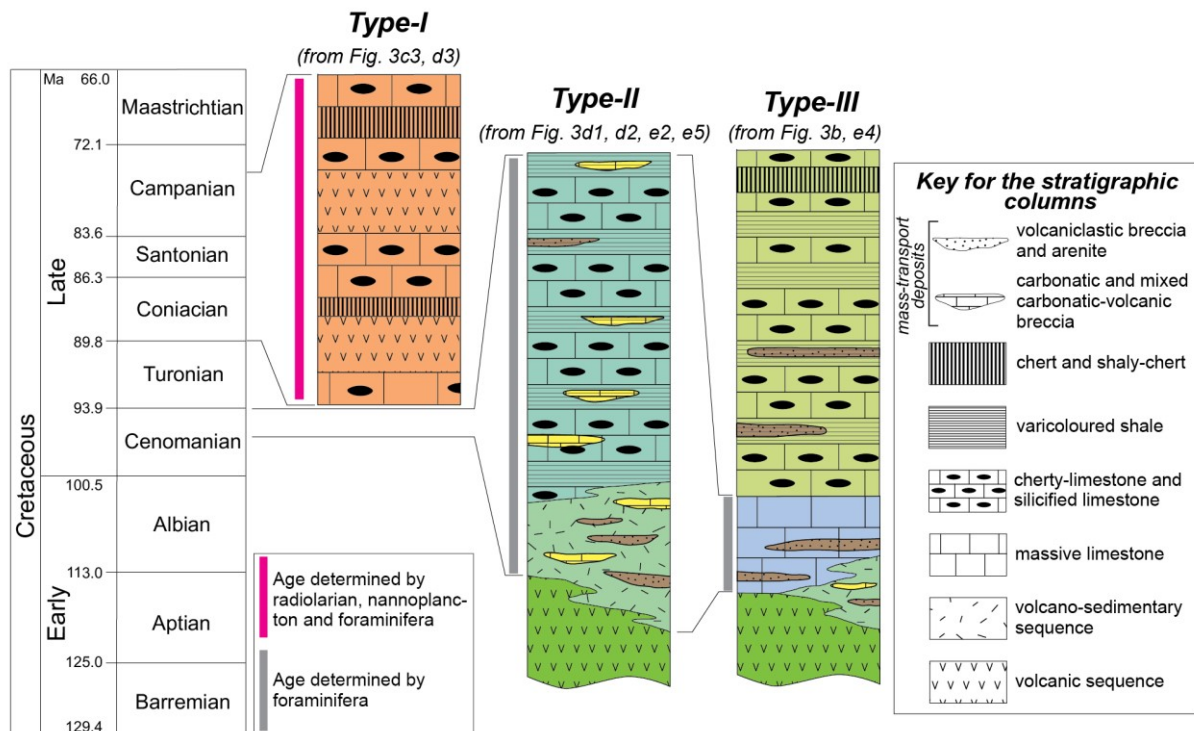 Type-I
(from Fig. 3c3, d3)
Type-II
(from Fig. 3d1, d2, e2, e5)
Type-III
(from Fig. 3b, e4)
Cretaceous
Late
Early
Ma 66.0
Maastrichtian
72.1
Campanian
83.6
Santonian
86.3
Coniacian
89.8
Turonian
93.9
Cenomanian
100.5
Albian
113.0
Aptian
125.0
Barremian
129.4
Age determined by
radiolarian, nannoplanc-
ton and foraminifera
Age determined by
foraminifera
Key for the stratigraphic
columns
mass-transport
deposits
volcaniclastic breccia
and arenite
carbonatic and mixed
carbonatic-volcanic
breccia
chert and shaly-chert
varicoloured shale
cherty-limestone and
silicified limestone
massive limestone
volcano-sedimentary
sequence
volcanic sequence